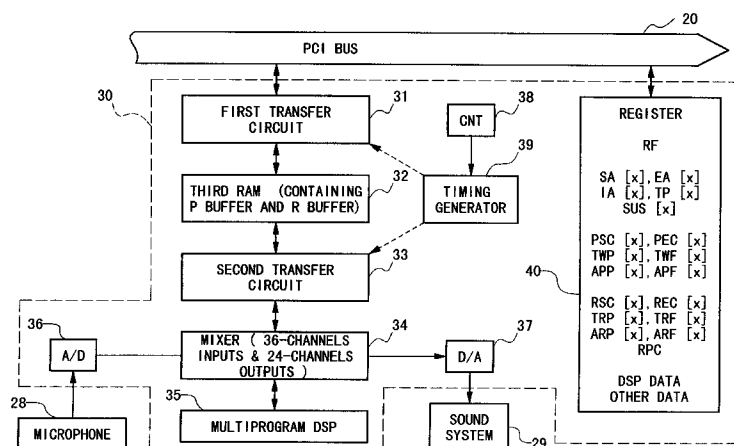 20
PCI BUS
30
FIRST TRANSFER
CIRCUIT
31
38
CNT
REGISTER
RF
SA [x], EA [x]
IA [x], TP [x]
SUS [x]
PSC [x], PEC [x]
TWP [x], TWF [x]
APP [x], APF [x]
RSC [x], REC [x]
TRP [x], TRF [x]
ARP [x], ARF [x]
RPC
DSP DATA
OTHER DATA
40
39
TIMING
GENERATOR
THIRD RAM (CONTAINING
P BUFFER AND R BUFFER)
32
SECOND TRANSFER
CIRCUIT
33
36
A/D
MIXER ( 36-CHANNELS
INPUTS & 24-CHANNELS
OUTPUTS )
34
37
D/A
28
MICROPHONE
35
MULTIPROGRAM DSP
SOUND
SYSTEM
29